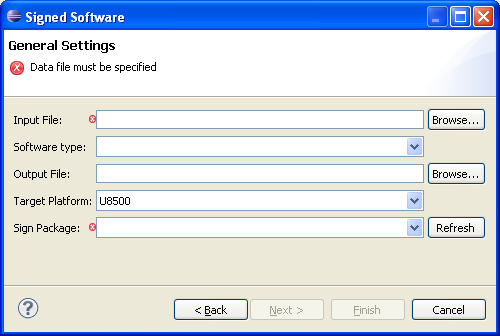 Signed Software
General Settings
Data file must be specified
Input File: Browse...
Software type:
Output File: Browse...
Target Platform: U8500
Sign Package: Refresh
? < Back Next > Finish Cancel